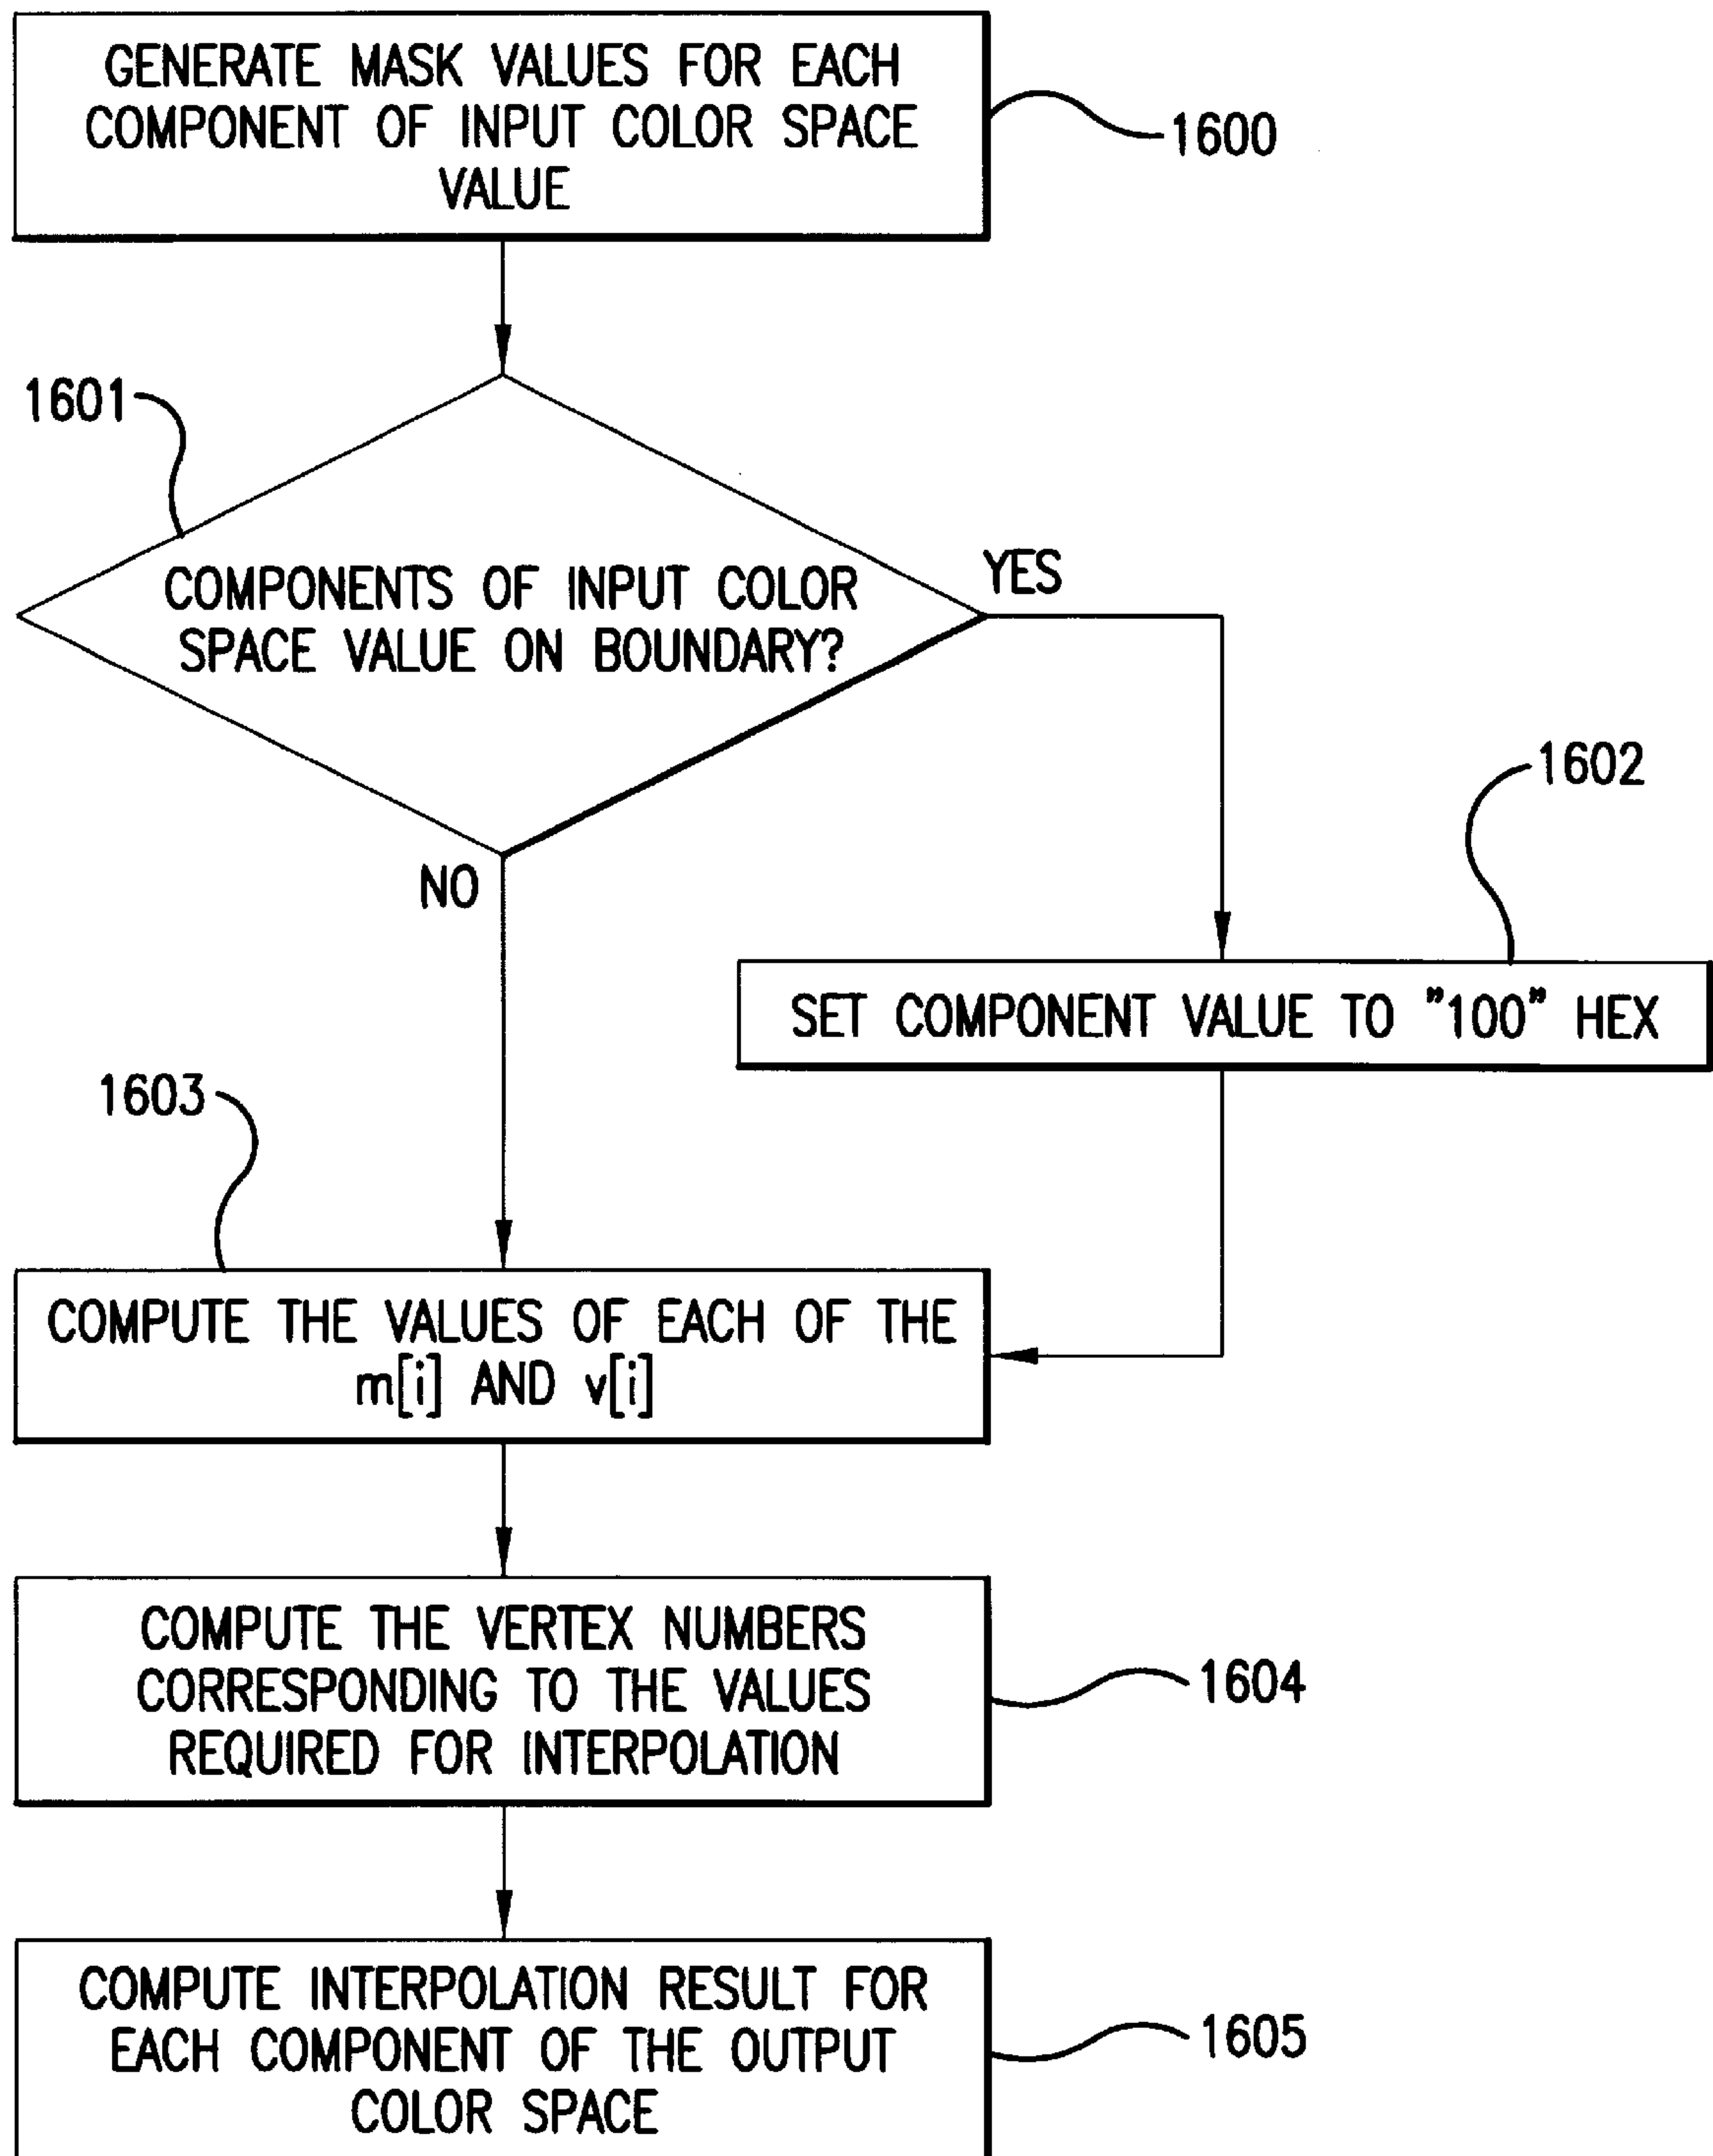 GENERATE MASK VALUES FOR EACH
COMPONENT OF INPUT COLOR SPACE
VALUE
1600
1601
COMPONENTS OF INPUT COLOR
SPACE VALUE ON BOUNDARY?
YES
NO
1602
SET COMPONENT VALUE TO "100" HEX
1603
COMPUTE THE VALUES OF EACH OF THE
m[i] AND v[i]
COMPUTE THE VERTEX NUMBERS
CORRESPONDING TO THE VALUES
REQUIRED FOR INTERPOLATION
1604
COMPUTE INTERPOLATION RESULT FOR
EACH COMPONENT OF THE OUTPUT
COLOR SPACE
1605